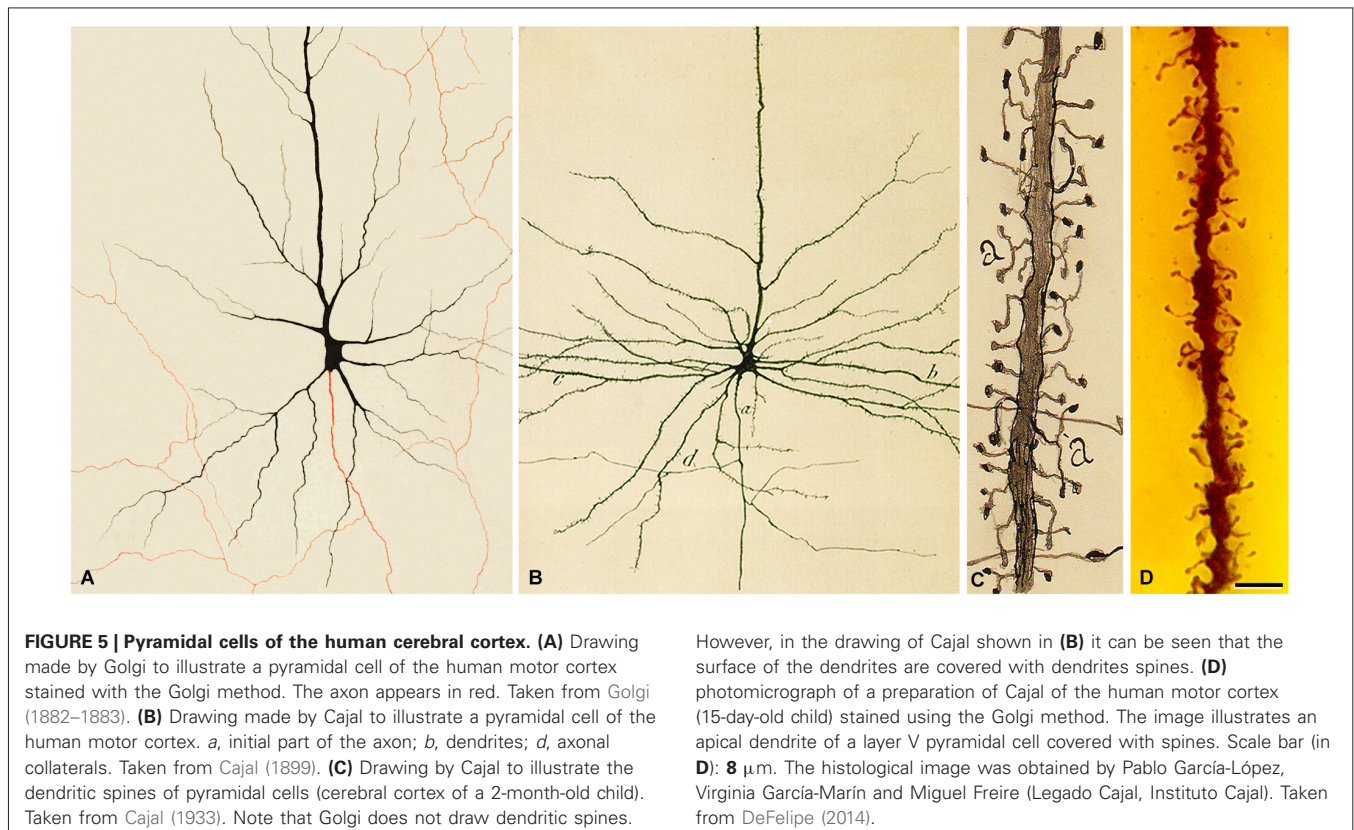 a
a
c
b
a
d
A
B
C
D
FIGURE 5 | Pyramidal cells of the human cerebral cortex. (A) Drawing
made by Golgi to illustrate a pyramidal cell of the human motor cortex
stained with the Golgi method. The axon appears in red. Taken from Golgi
(1882–1883). (B) Drawing made by Cajal to illustrate a pyramidal cell of the
human motor cortex. a, initial part of the axon; b, dendrites; d, axonal
collaterals. Taken from Cajal (1899). (C) Drawing by Cajal to illustrate the
dendritic spines of pyramidal cells (cerebral cortex of a 2-month-old child).
Taken from Cajal (1933). Note that Golgi does not draw dendritic spines.
However, in the drawing of Cajal shown in (B) it can be seen that the
surface of the dendrites are covered with dendrites spines. (D)
photomicrograph of a preparation of Cajal of the human motor cortex
(15-day-old child) stained using the Golgi method. The image illustrates an
apical dendrite of a layer V pyramidal cell covered with spines. Scale bar (in
D): 8 μm. The histological image was obtained by Pablo García-López,
Virginia García-Marín and Miguel Freire (Legado Cajal, Instituto Cajal). Taken
from DeFelipe (2014).